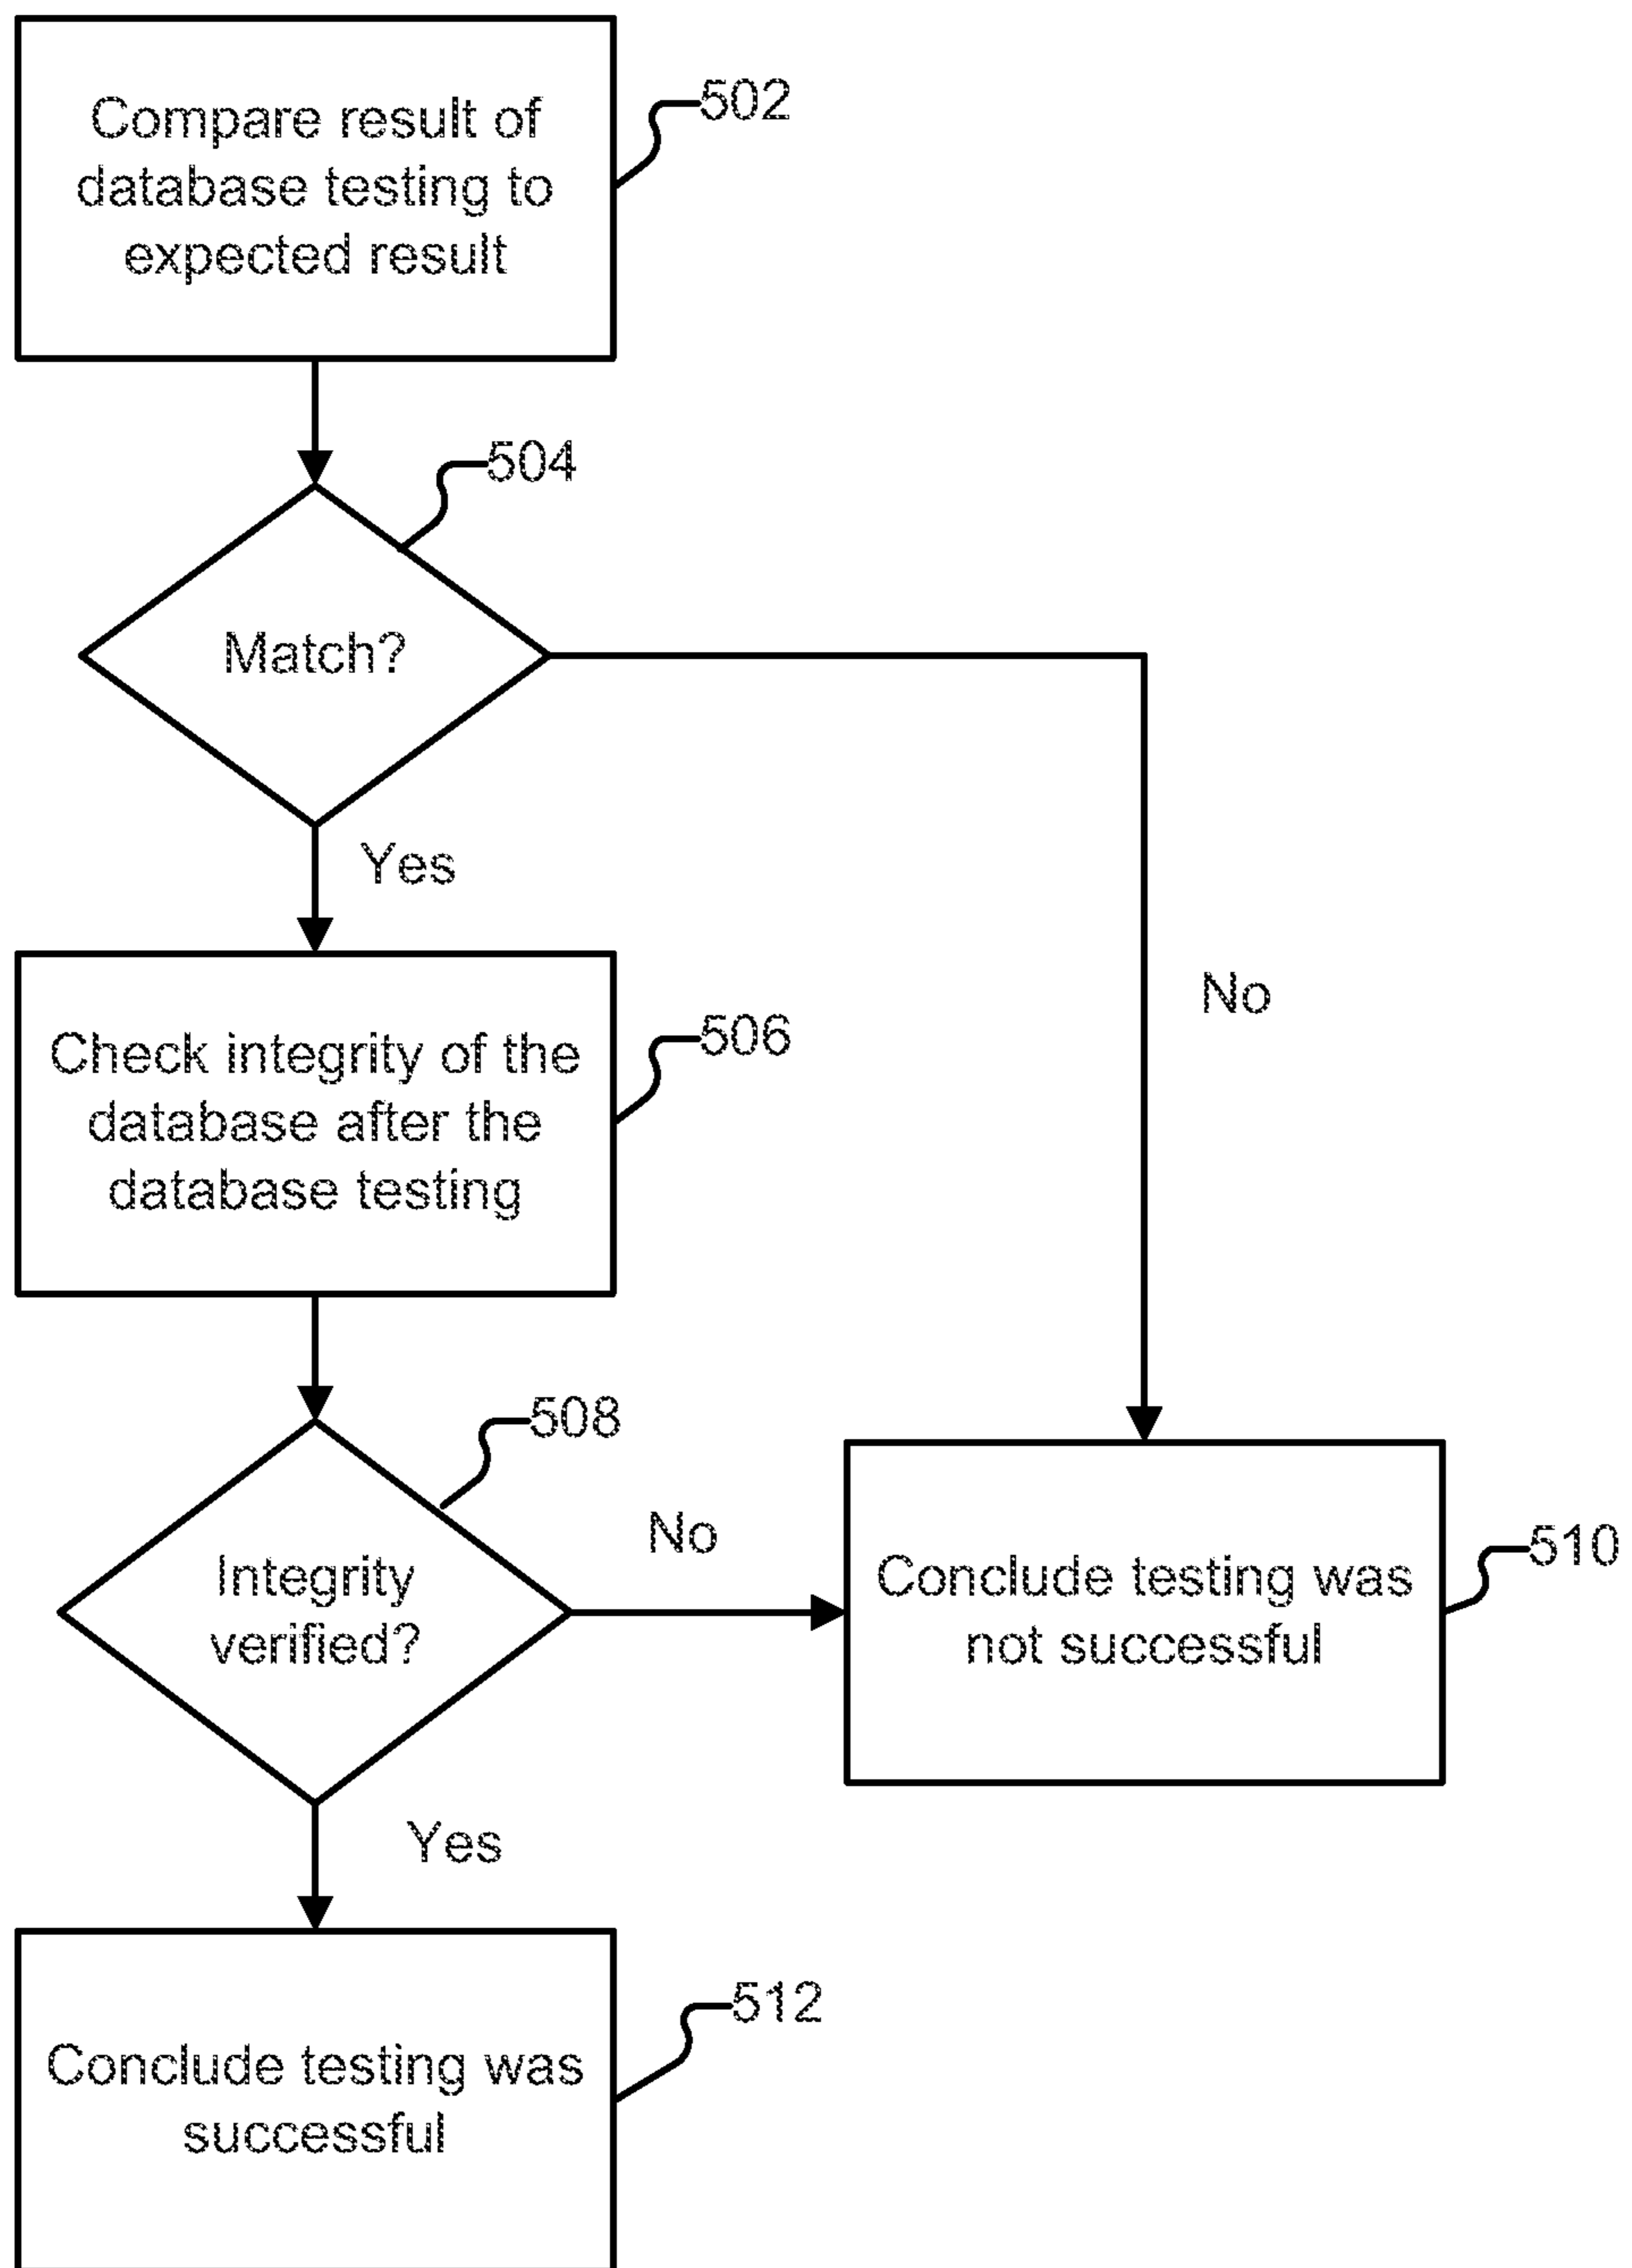 Compare result of
database testing to
expected result
502
504
Match?
Yes
No
Check integrity of the
database after the
database testing
506
508
Integrity
verified?
No
Conclude testing was
not successful
510
Yes
Conclude testing was
successful
512